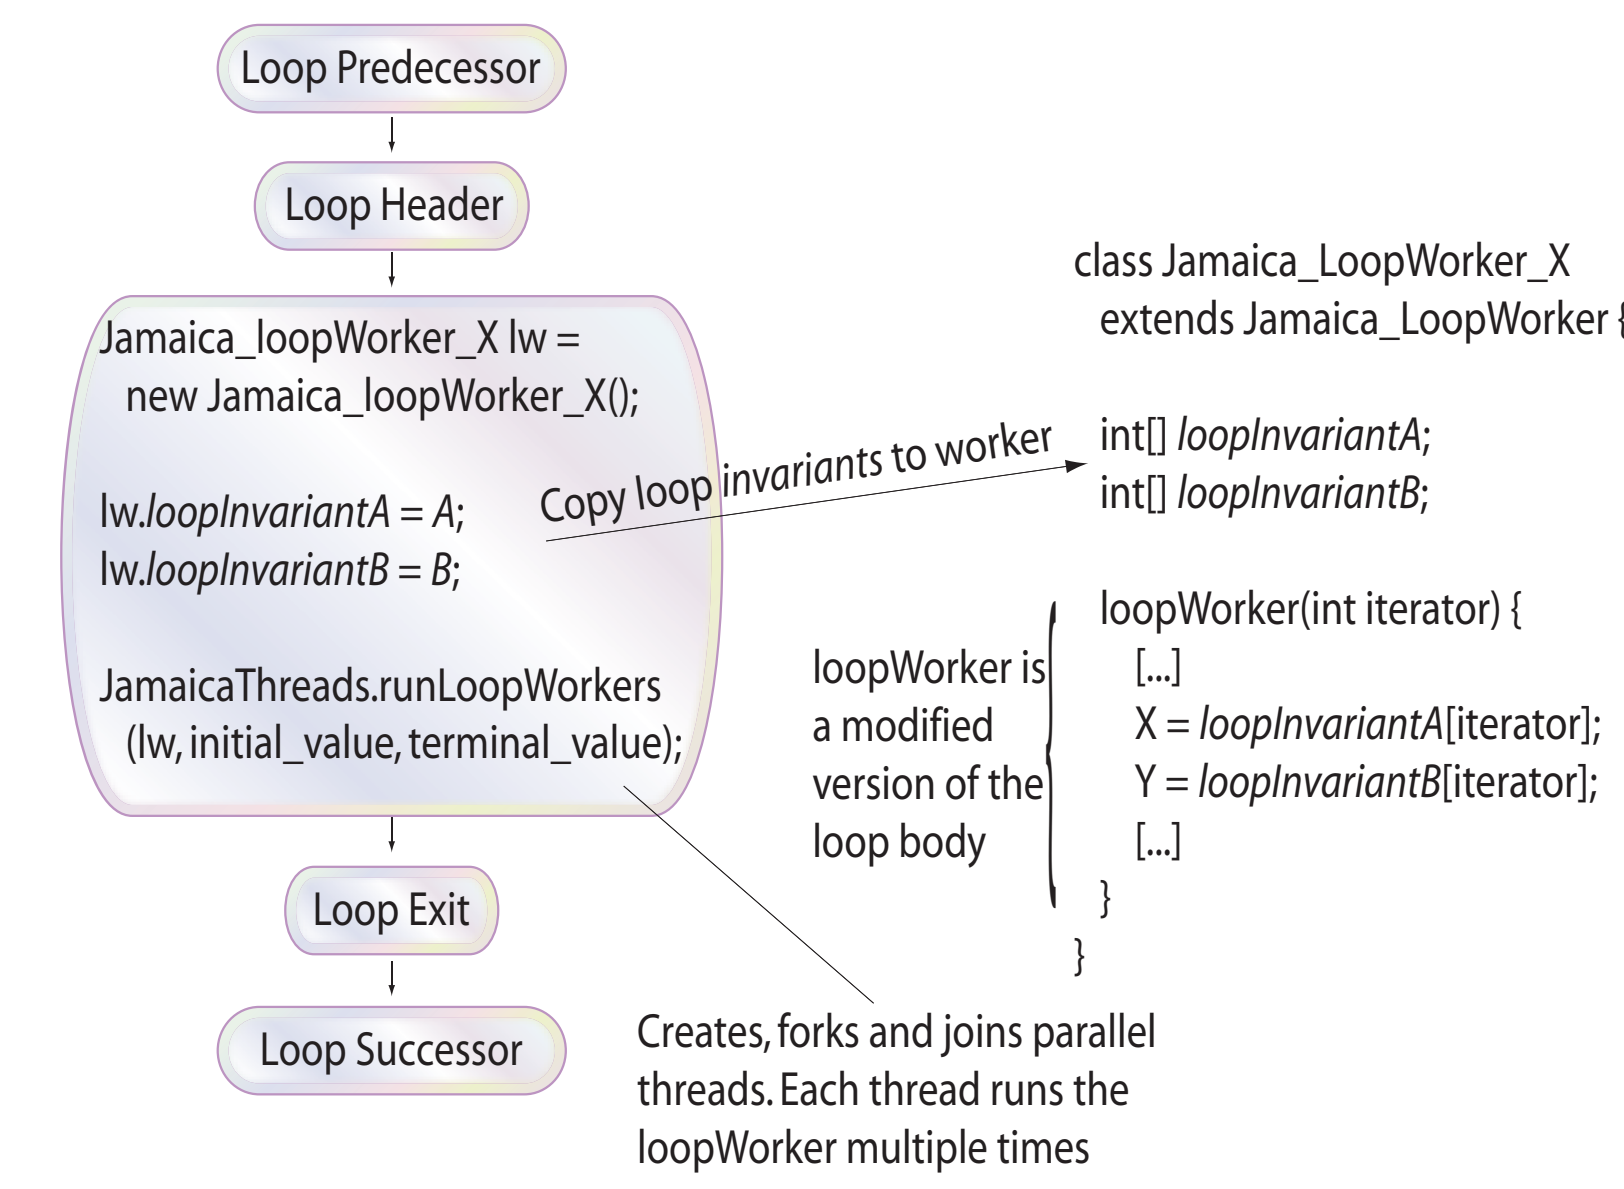 Loop Predecessor
Loop Header
Jamaica_loopWorker_X lw =
new Jamaica_loopWorker_X();
lw.loopInvariantA = A;
lw.loopInvariantB = B;
JamaicaThreads.runLoopWorkers
(lw, initial_value, terminal_value);
Loop Exit
Loop Successor
Copy loop invariants to worker
class Jamaica_LoopWorker_X
extends Jamaica_LoopWorker {
int[] loopInvariantA;
int[] loopInvariantB;
loopWorker(int iterator) {
[...]
X = loopInvariantA[iterator];
Y = loopInvariantB[iterator];
[...]
}
}
loopWorker is
a modified
version of the
loop body
Creates, forks and joins parallel
threads. Each thread runs the
loopWorker multiple times